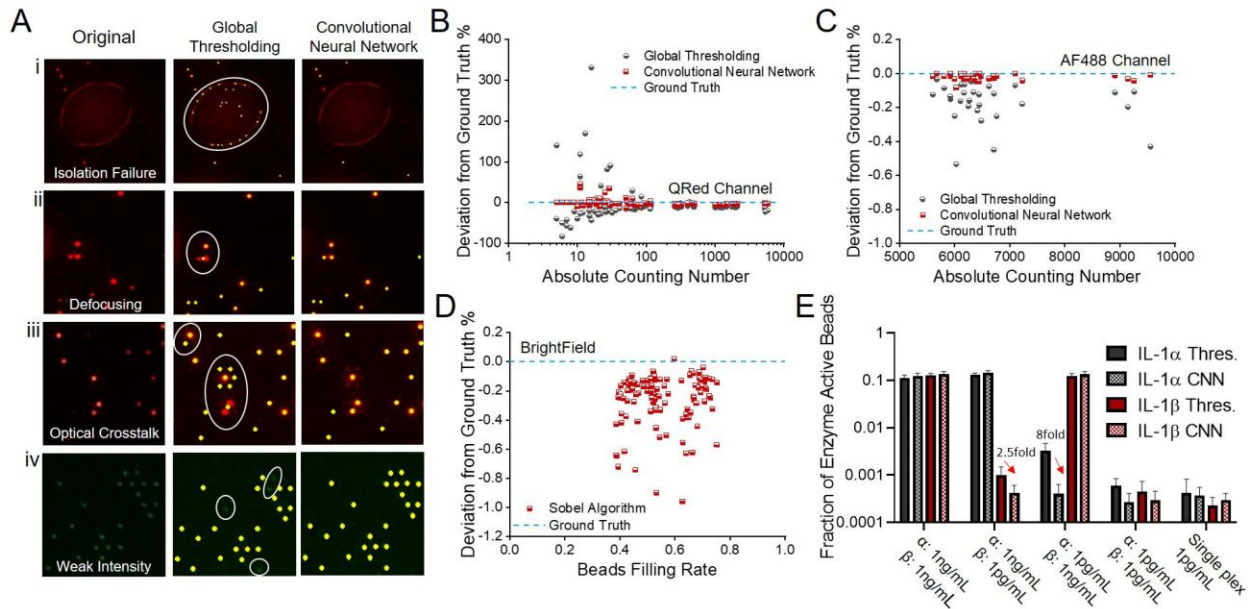 A
Original
Global
Thresholding
Convolutional
Neural Network
i
Isolation Failure
ii
Defocusing
iii
Optical Crosstalk
iv
Weak Intensity
B
Deviation from Ground Truth %
500
400
300
200
100
0
-100
Global Thresholding
Convolutional Neural Network
Ground Truth
QRed Channel
1
10
100
1000
10000
Absolute Counting Number
C
Deviation from Ground Truth %
0.2
0.0
-0.2
-0.4
-0.6
-0.8
-1.0
AF488 Channel
Global Thresholding
Convolutional Neural Network
Ground Truth
5000
6000
7000
8000
9000
10000
Absolute Counting Number
D
Deviation from Ground Truth %
0.2
0.0
-0.2
-0.4
-0.6
-0.8
-1.0
-1.2
BrightField
Sobel Algorithm
Ground Truth
0.0
0.2
0.4
0.6
0.8
1.0
Beads Filling Rate
E
Fraction of Enzyme Active Beads
1
0.1
0.01
0.001
0.0001
IL-1α Thres.
IL-1α CNN
IL-1β Thres.
IL-1β CNN
2.5fold
8fold
α: 1ng/mL
β: 1ng/mL
α: 1ng/mL
β: 1pg/mL
α: 1pg/mL
β: 1ng/mL
α: 1pg/mL
β: 1pg/mL
Single plex
1pg/mL